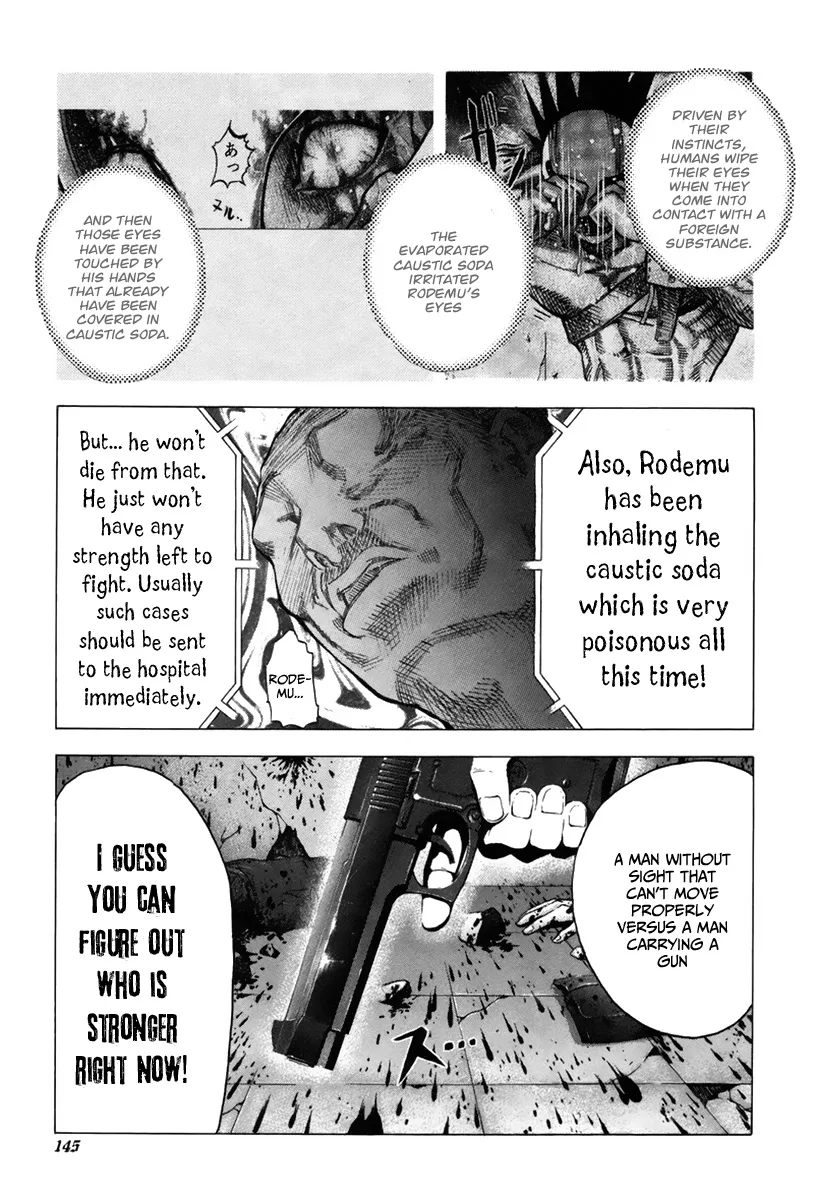 DRIVEN BY
THEIR
INSTINCTS,
HUMANS WIPE
THEIR EYES
WHEN THEY
COME INTO
CONTACT WITH A
FOREIGN
SUBSTANCE.
THE
EVAPORATED
CAUSTIC SODA
IRRITATED
RODEMU'S
EYES
あっ
ヌル..
AND THEN
THOSE EYES
HAVE BEEN
TOUCHED BY
HIS HANDS
THAT ALREADY
HAVE BEEN
COVERED IN
CAUSTIC SODA.
Also, Rodemu
has been
inhaling the
caustic soda
which is very
poisonous all
this time!
RODE-
MU...
But... he won't
die from that.
He just won't
have any
strength left to
fight. Usually
such cases
should be sent
to the hospital
immediately.
A MAN WITHOUT
SIGHT THAT
CAN'T MOVE
PROPERLY
VERSUS A MAN
CARRYING A
GUN
ス...
I GUESS
YOU CAN
FIGURE OUT
WHO IS
STRONGER
RIGHT NOW!
145